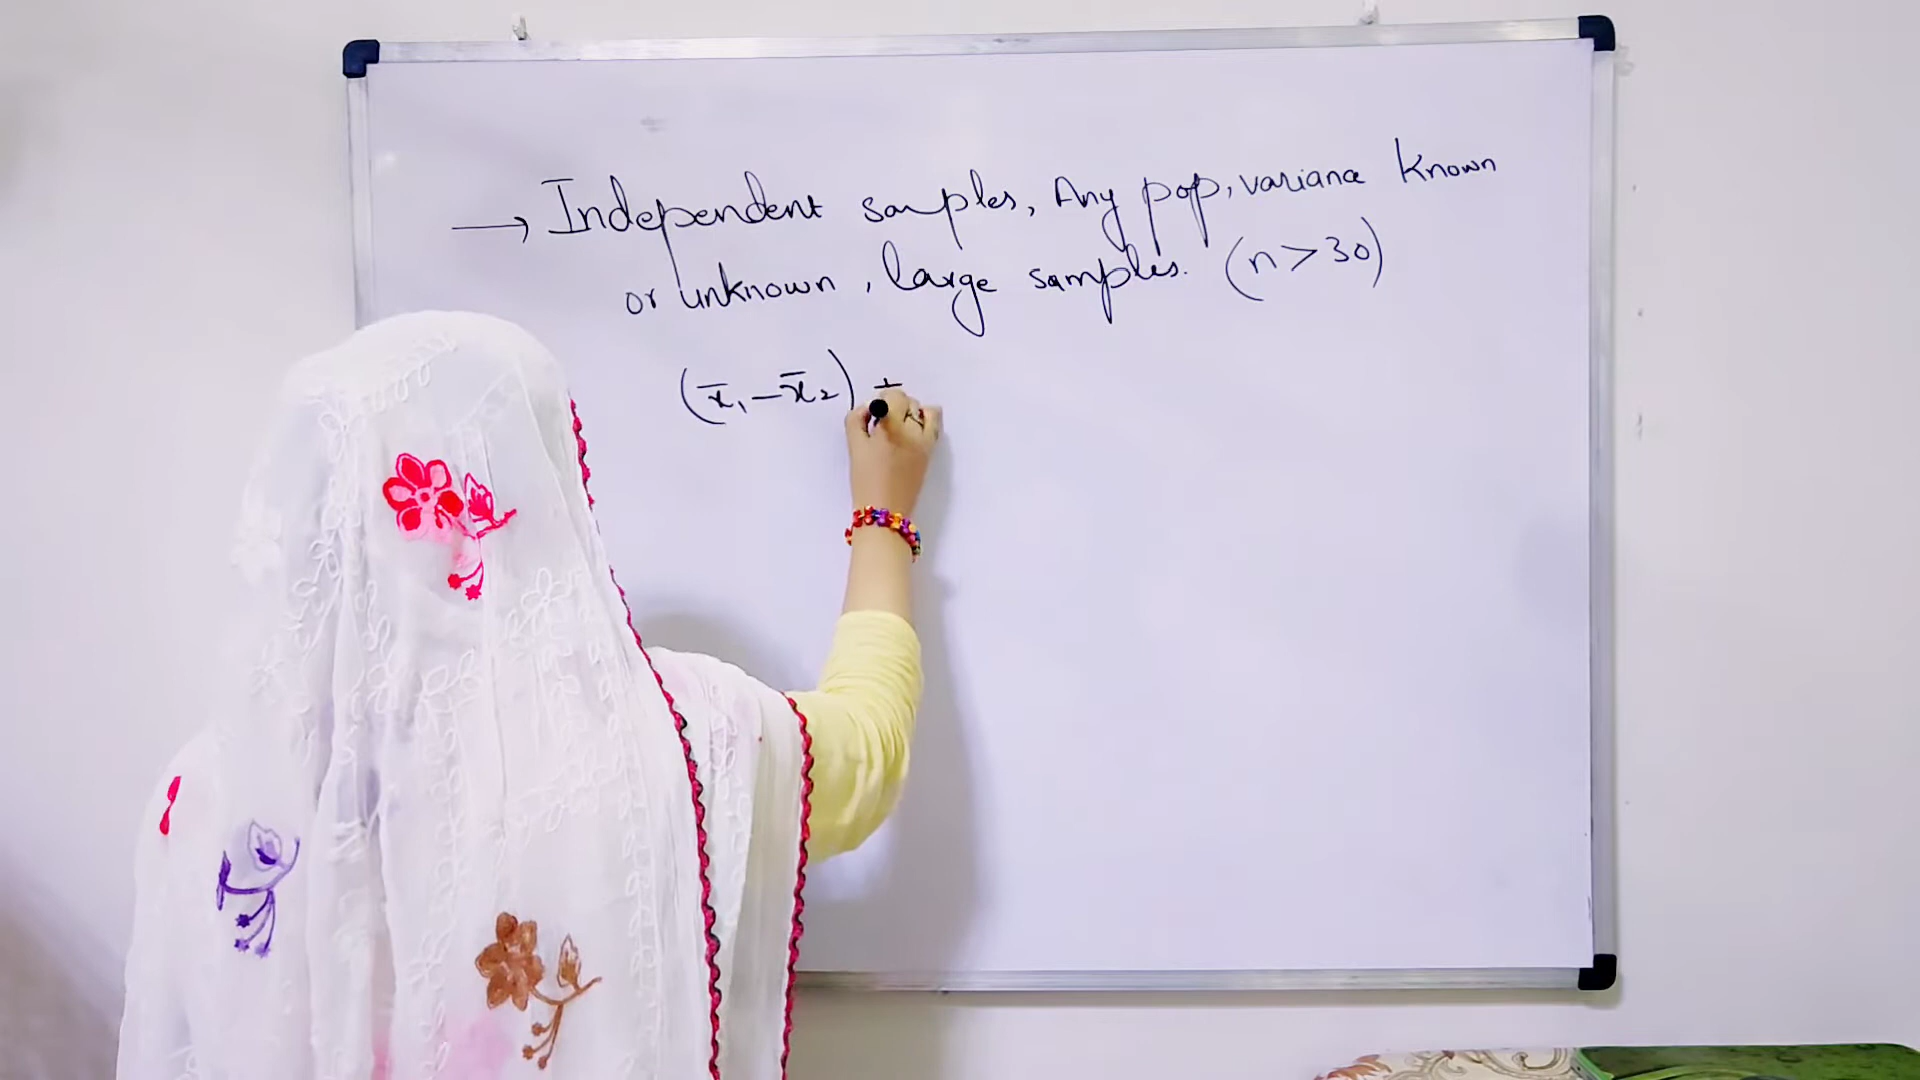 → Independent samples, Any pop, variance known
or unknown, large samples. (n > 30)
(x̄₁ – x̄₂) ±